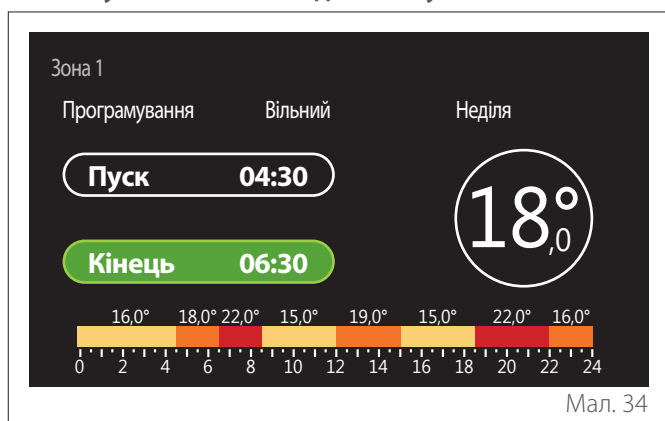 Зона 1
Програмування Вільний Неділя
Пуск 04:30
18°,0
Кінець 06:30
16,0° 18,0° 22,0° 15,0° 19,0° 15,0° 22,0° 16,0°
0 2 4 6 8 10 12 14 16 18 20 22 24
Мал. 34